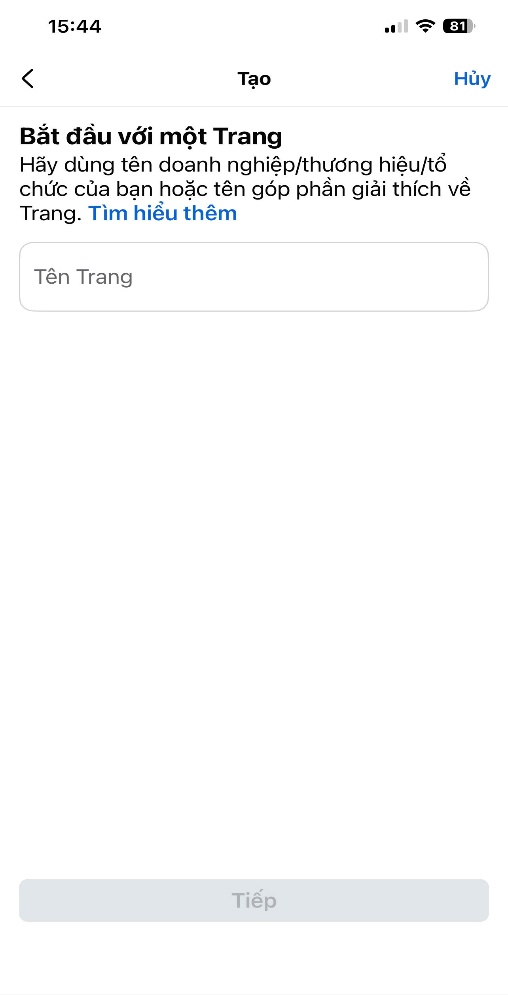 15:44
81
Tạo
Hủy
Bắt đầu với một Trang
Hãy dùng tên doanh nghiệp/thương hiệu/tổ
chức của bạn hoặc tên góp phần giải thích về
Trang. Tìm hiểu thêm
Tên Trang
Tiếp